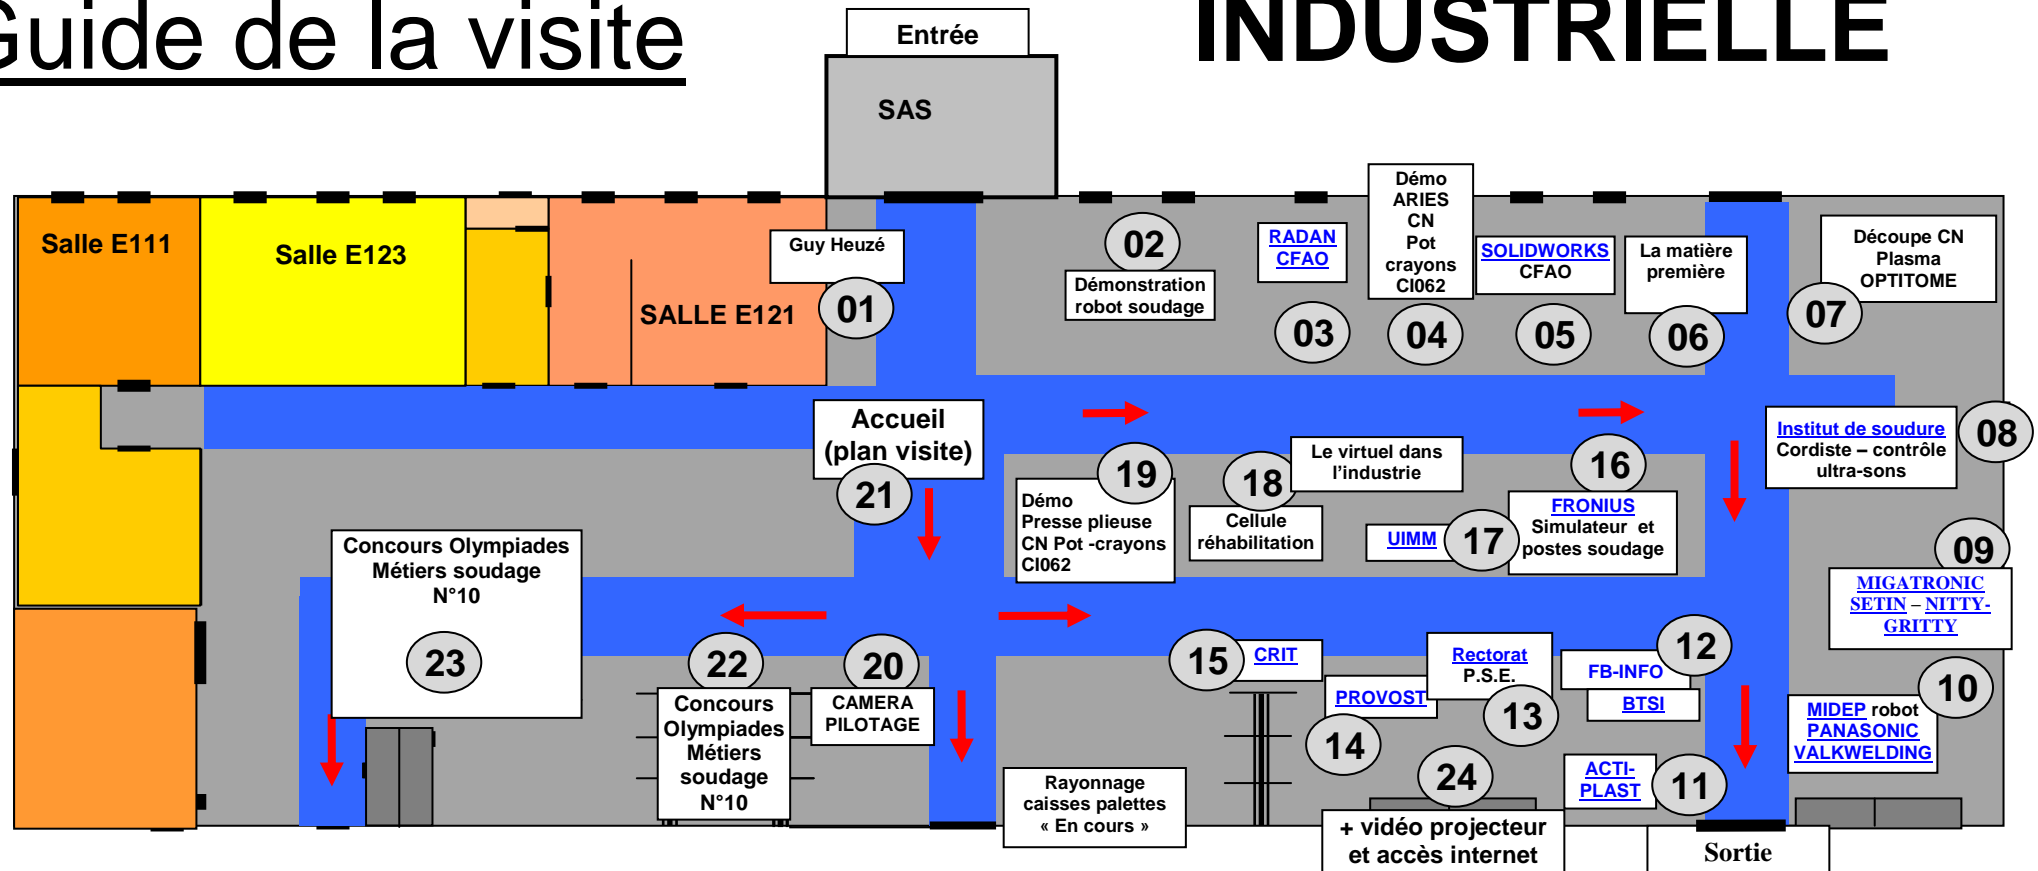 Guide de la visite
INDUSTRIELLE
Entrée
SAS
Salle E111
Salle E123
SALLE E121
Guy Heuzé
01
02
Démonstration
robot soudage
RADAN
CFAO
03
Démo
ARIES
CN
Pot
crayons
CI062
04
SOLIDWORKS
CFAO
05
La matière
première
06
Découpe CN
Plasma
OPTITOME
07
Accueil
(plan visite)
21
Institut de soudure
Cordiste – contrôle
ultra-sons
08
19
Démo
Presse plieuse
CN Pot -crayons
CI062
18
Cellule
réhabilitation
Le virtuel dans
l'industrie
16
FRONIUS
Simulateur et
postes soudage
UIMM
17
09
MIGATRONIC
SETIN – NITTY-
GRITTY
Concours Olympiades
Métiers soudage
N°10
23
22
Concours
Olympiades
Métiers
soudage
N°10
20
CAMERA
PILOTAGE
15
CRIT
PROVOST
14
Rectorat
P.S.E.
13
FB-INFO
12
BTSI
10
MIDEP robot
PANASONIC
VALKWELDING
ACTI-
PLAST
11
Rayonnage
caisses palettes
« En cours »
24
+ vidéo projecteur
et accès internet
Sortie